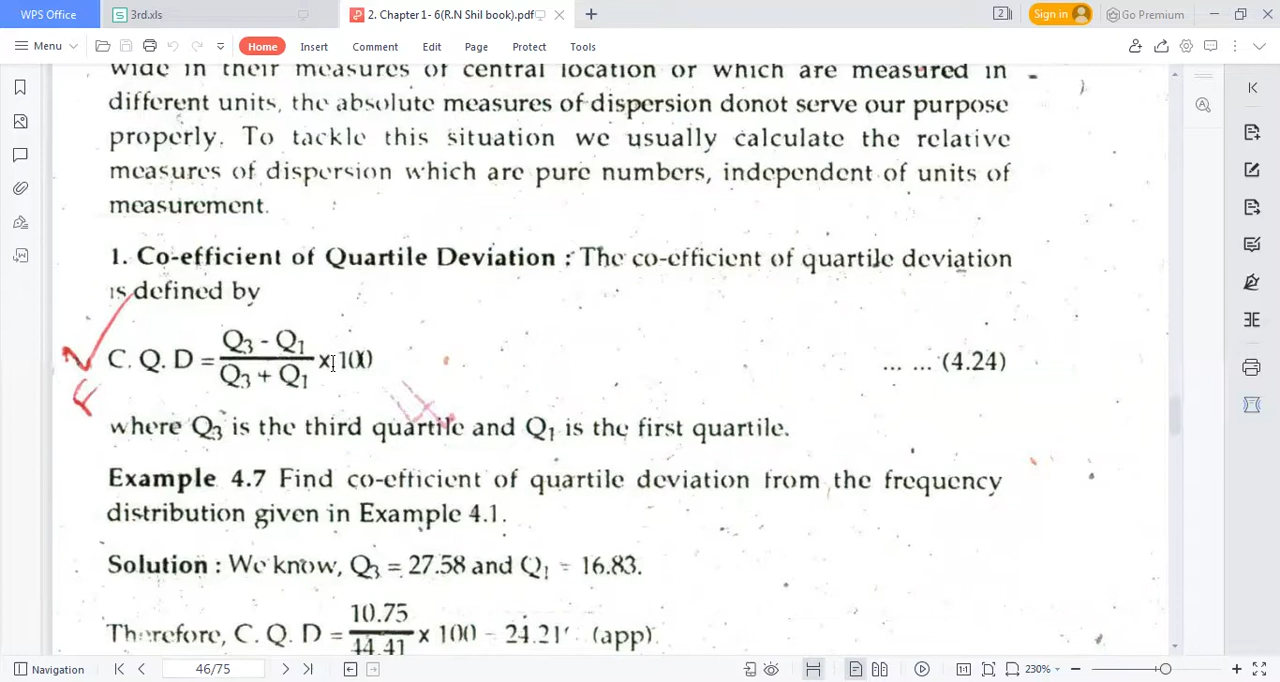 WPS Office
3rd.xls
2. Chapter 1- 6(R.N Shil book).pdf
2
Sign in
Go Premium
Menu
Home
Insert
Comment
Edit
Page
Protect
Tools
wide in their measures of central location or which are measured in
different units, the absolute measures of dispersion donot serve our purpose
properly. To tackle this situation we usually calculate the relative
measures of dispersion which are pure numbers, independent of units of
measurement.
1. Co-efficient of Quartile Deviation : The co-efficient of quartile deviation
is defined by
C. Q. D = Q3 - Q1 / Q3 + Q1 x 100 ... ... (4.24)
where Q3 is the third quartile and Q1 is the first quartile.
Example 4.7 Find co-efficient of quartile deviation from the frequency
distribution given in Example 4.1.
Solution : We know, Q3 = 27.58 and Q1 = 16.83.
Therefore, C. Q. D = 10.75 / 44.41 x 100 = 24.21 (app).
Navigation
46/75
230%